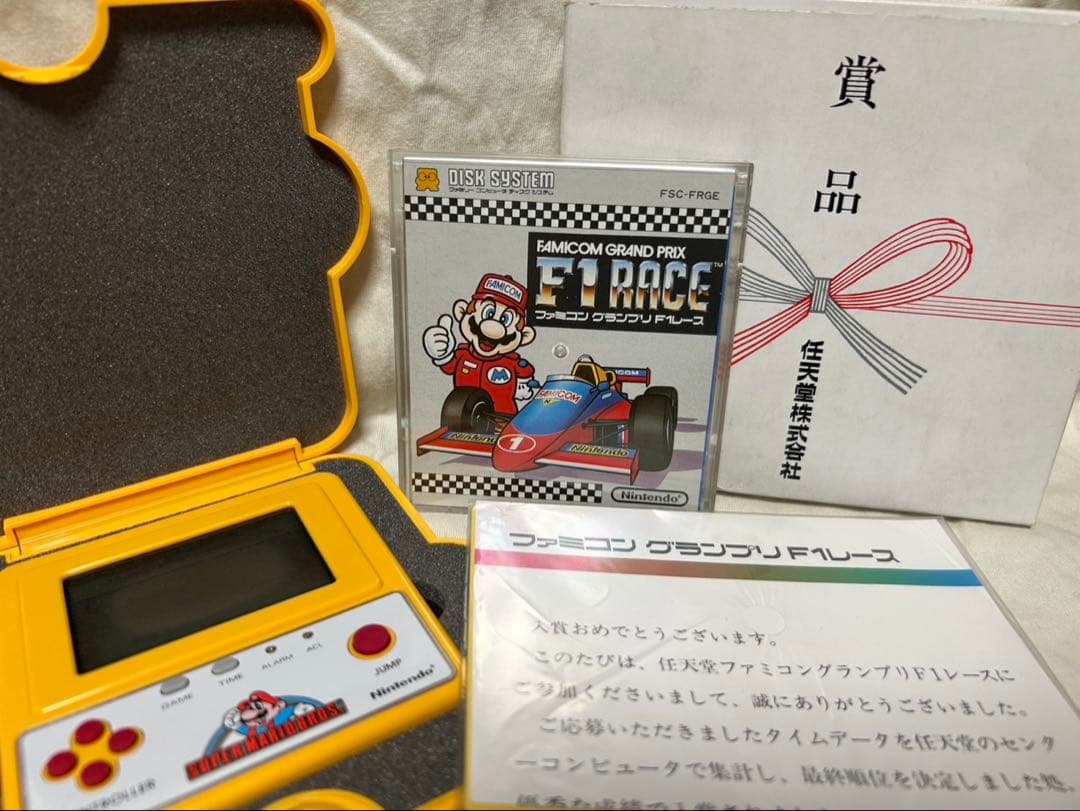 賞
品
任天堂株式会社
DISK SYSTEM
ファミリー コンピュータ ディスク システム
FSC-FRGE
FAMICOM GRAND PRIX
F1 RACE™
ファミコン グランプリ F1レース
FAMICOM
M
COM
FAMICOM
Nintendo
1
Nintendo
Nintendo®
GAME
TIME
ALARM
ACL
JUMP
Nintendo®
SUPER MARIO BROS.
ファミコン グランプリ F1レース
入賞おめでとうございます。
このたびは、任天堂ファミコングランプリF1レースに
ご参加くださいまして、誠にありがとうございました。
ご応募いただきましたタイムデータを任天堂のセンタ
ーコンピュータで集計し、最終順位を決定しました処、